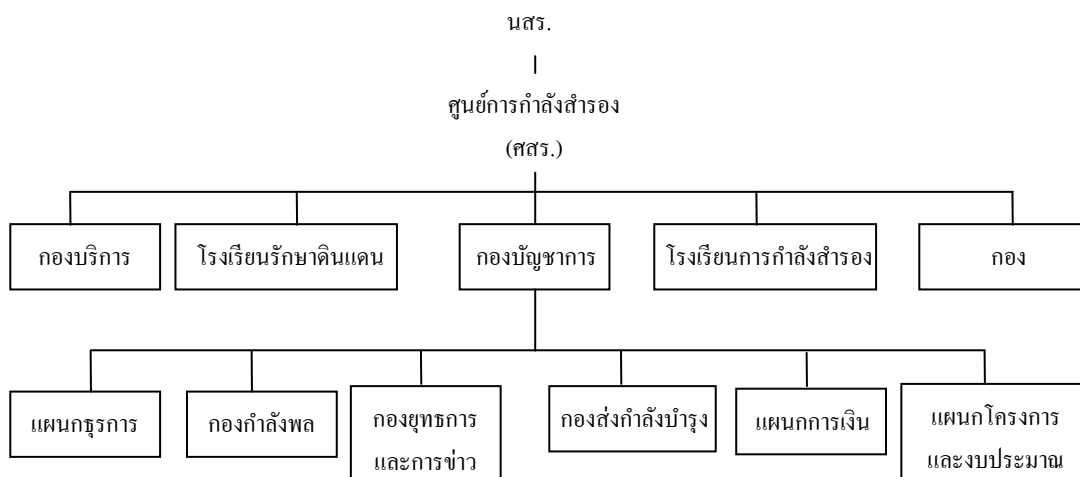 นสร.
ศูนย์การกำลังสำรอง
(ศสร.)
กองบริการ
โรงเรียนรักษาดินแดน
กองบัญชาการ
โรงเรียนการกำลังสำรอง
กอง
แผนกธุรการ
กองกำลังพล
กองยุทธการ
และการข่าว
กองส่งกำลังบำรุง
แผนกการเงิน
แผนกโครงการ
และงบประมาณ